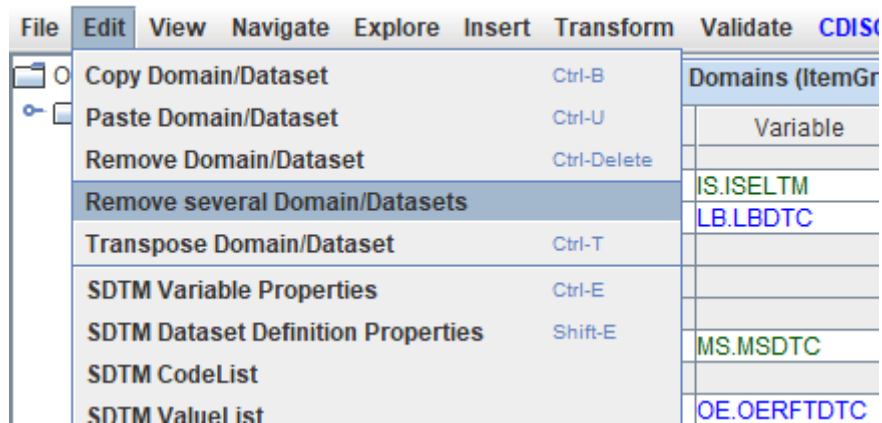 File Edit View Navigate Explore Insert Transform Validate
Copy Domain/Dataset Ctrl-B
Domains
Paste Domain/Dataset Ctrl-U
Variable
Remove Domain/Dataset Ctrl-Delete
IS.ISELTM
Remove several Domain/Datasets
LB.LBDTC
Transpose Domain/Dataset Ctrl-T
SDTM Variable Properties Ctrl-E
SDTM Dataset Definition Properties Shift-E
MS.MSDTC
SDTM CodeList
SDTM ValueList
OE.OERFTDTC